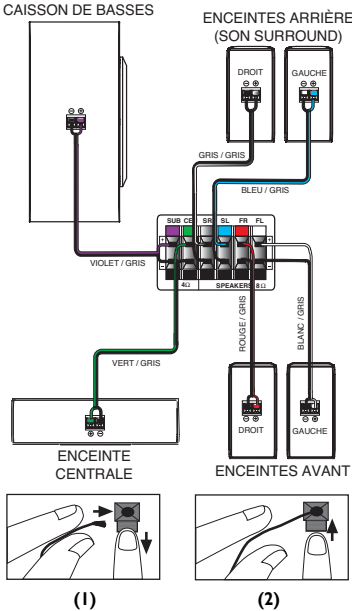 CAISSON DE BASSES
ENCEINTES ARRIÈRE
(SON SURROUND)
DROIT
GAUCHE
GRIS / GRIS
BLEU / GRIS
SUB CE SR SL FR FL
VIOLET / GRIS
4Ω SPEAKERS 8Ω
ROUGE / GRIS
BLANC / GRIS
VERT / GRIS
DROIT
GAUCHE
ENCEINTE
CENTRALE
ENCEINTES AVANT
(1)
(2)